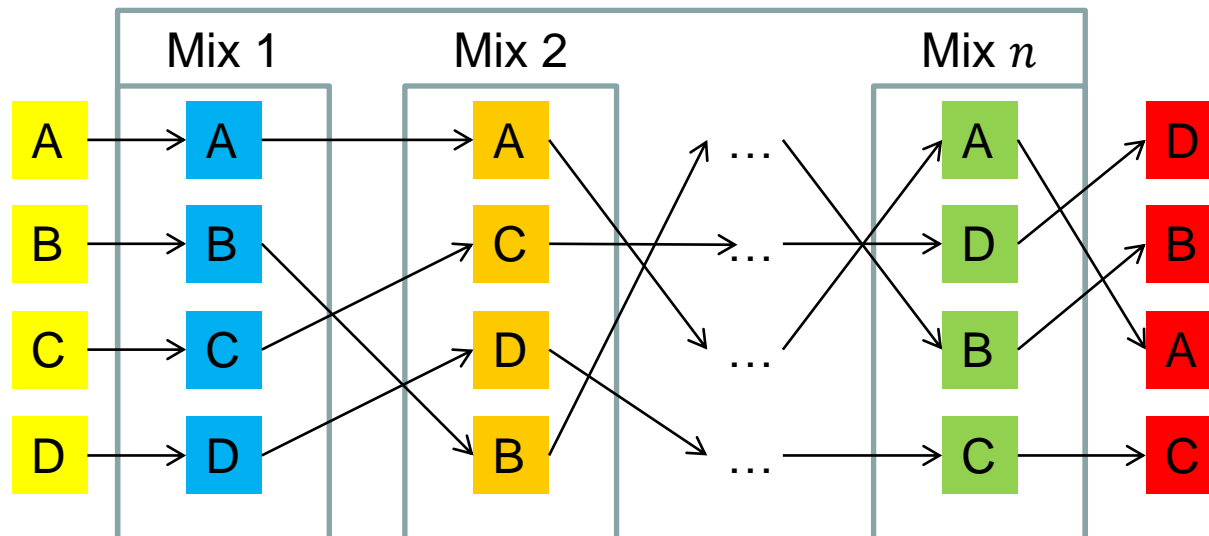 Mix 1 Mix 2 Mix n
A A A … A D
B B C … D B
C C D … B A
D D B … C C